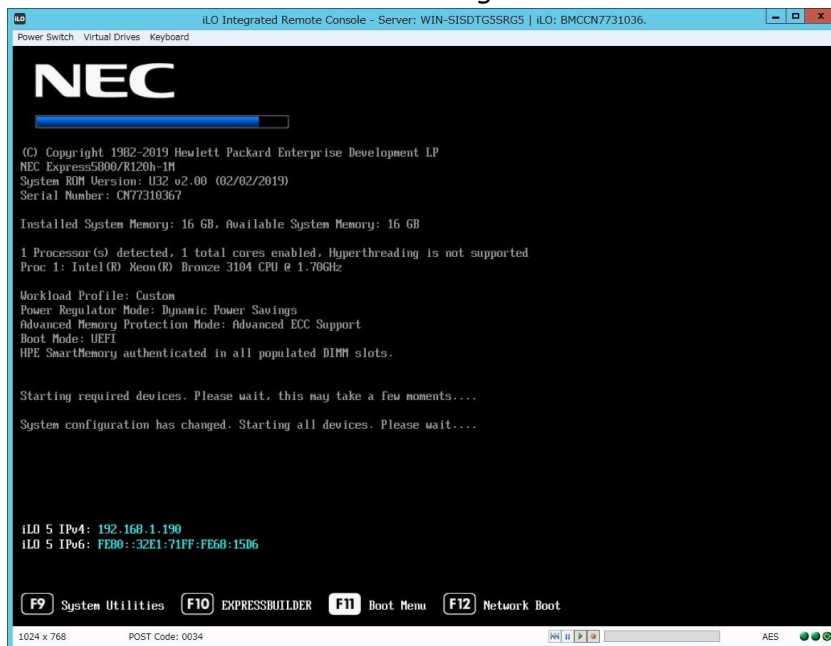 iLO Integrated Remote Console - Server: WIN-SISDTG5SRG5 | iLO: BMCCN7731036.
Power Switch Virtual Drives Keyboard
NEC
(C) Copyright 1982-2019 Hewlett Packard Enterprise Development LP
NEC Express5800/R120h-1M
System ROM Version: U32 v2.00 (02/02/2019)
Serial Number: CN77310367
Installed System Memory: 16 GB, Available System Memory: 16 GB
1 Processor(s) detected, 1 total cores enabled, Hyperthreading is not supported
Proc 1: Intel(R) Xeon(R) Bronze 3104 CPU @ 1.70GHz
Workload Profile: Custom
Power Regulator Mode: Dynamic Power Savings
Advanced Memory Protection Mode: Advanced ECC Support
Boot Mode: UEFI
HPE SmartMemory authenticated in all populated DIMM slots.
Starting required devices. Please wait, this may take a few moments....
System configuration has changed. Starting all devices. Please wait....
iLO 5 IPv4: 192.168.1.190
iLO 5 IPv6: FE80::32E1:71FF:FE68:15D6
F9 System Utilities F10 EXPRESSBUILDER F11 Boot Menu F12 Network Boot
1024 x 768 POST Code: 0034 AES